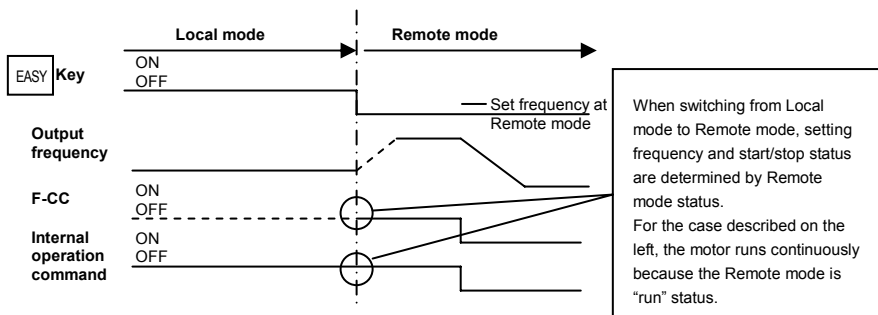 Local mode
Remote mode
EASY Key
ON
OFF
Set frequency at
Remote mode
Output
frequency
F-CC
ON
OFF
Internal
operation
command
ON
OFF
When switching from Local
mode to Remote mode, setting
frequency and start/stop status
are determined by Remote
mode status.
For the case described on the
left, the motor runs continuously
because the Remote mode is
“run” status.